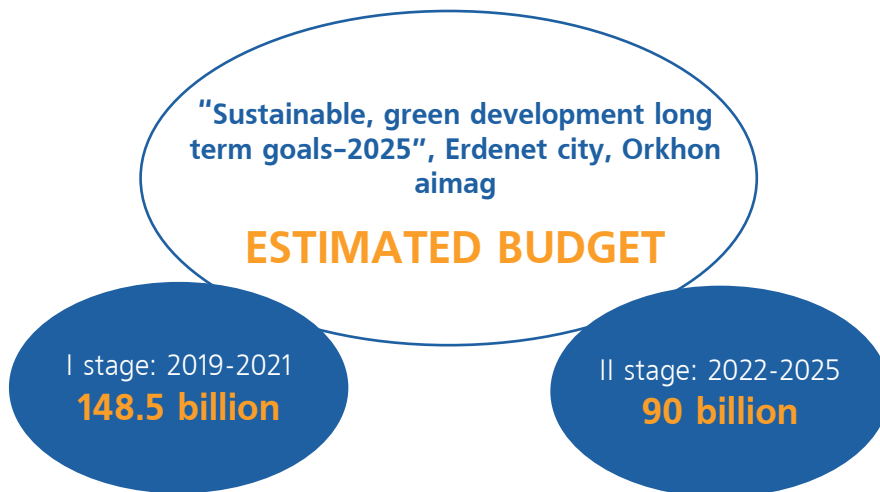 “Sustainable, green development long
term goals–2025”, Erdenet city, Orkhon
aimag
ESTIMATED BUDGET
I stage: 2019-2021
148.5 billion
II stage: 2022-2025
90 billion